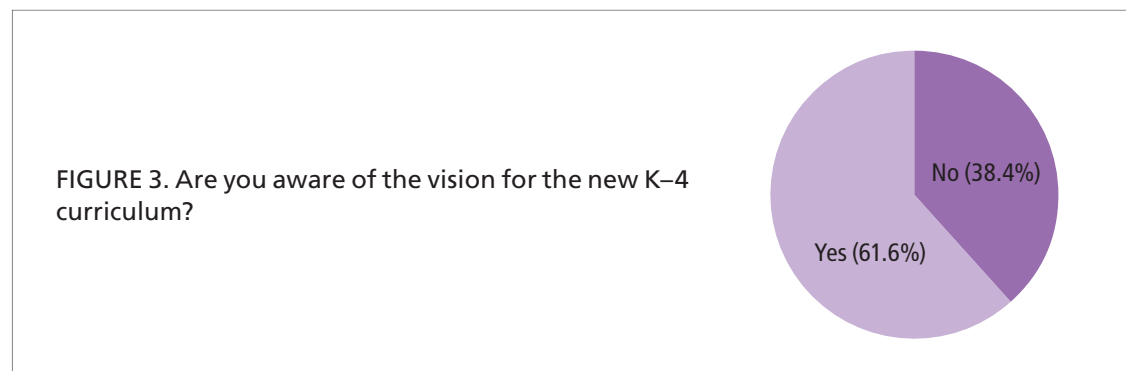 FIGURE 3. Are you aware of the vision for the new K–4
curriculum?
No (38.4%)
Yes (61.6%)